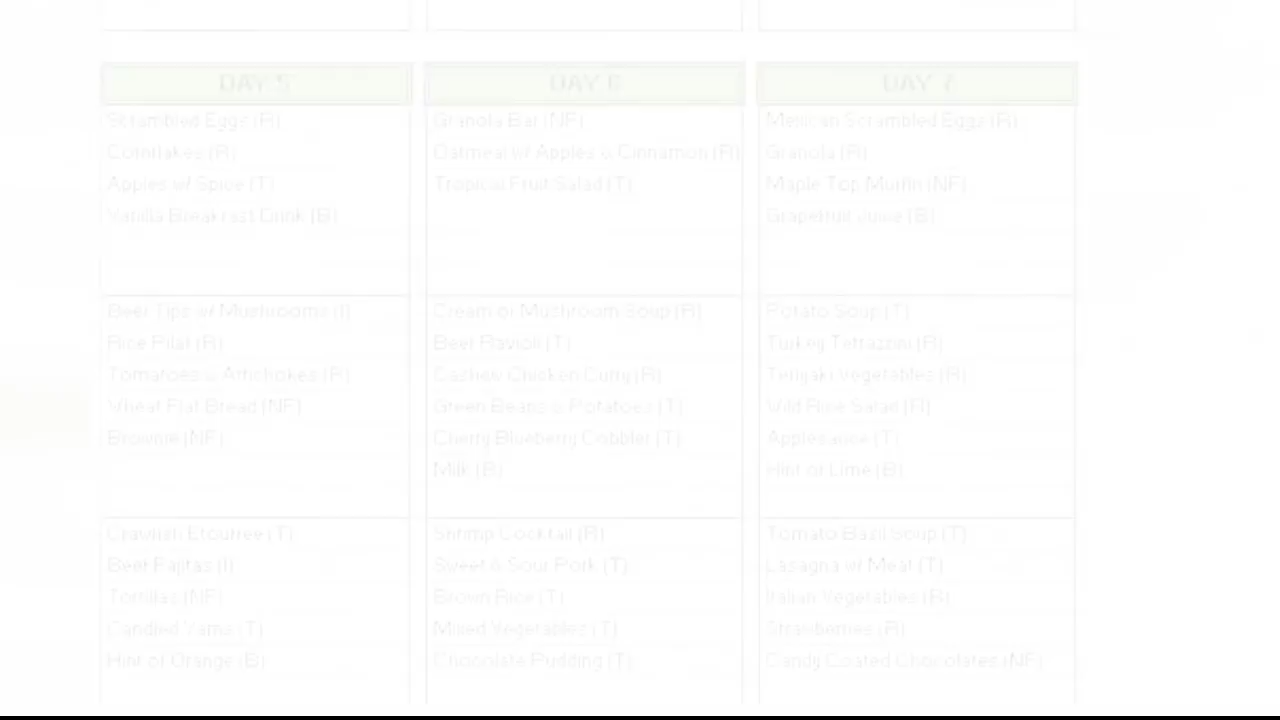 DAY 5
Scrambled Eggs (R)
Cornflakes (R)
Apples w/ Spice (T)
Vanilla Breakfast Drink (B)
Beef Tips w/ Mushrooms (I)
Rice Pilaf (R)
Tomatoes & Artichokes (R)
Wheat Flat Bread (NF)
Brownie (NF)
Crawfish Etouffee (T)
Beef Fajitas (I)
Tortillas (NF)
Candied Yams (T)
Hint of Orange (B)
DAY 6
Granola Bar (NF)
Oatmeal w/ Apples & Cinnamon (R)
Tropical Fruit Salad (T)
Cream of Mushroom Soup (R)
Beef Ravioli (T)
Cashew Chicken Curry (R)
Green Beans & Potatoes (T)
Cherry Blueberry Cobbler (T)
Milk (B)
Shrimp Cocktail (R)
Sweet & Sour Pork (T)
Brown Rice (T)
Mixed Vegetables (T)
Chocolate Pudding (T)
DAY 7
Mexican Scrambled Eggs (R)
Granola (R)
Maple Top Muffin (NF)
Grapefruit Juice (B)
Potato Soup (T)
Turkey Tetrazzini (R)
Teriyaki Vegetables (R)
Wild Rice Salad (R)
Applesauce (T)
Hint of Lime (B)
Tomato Basil Soup (T)
Lasagna w/ Meat (T)
Italian Vegetables (R)
Strawberries (R)
Candy Coated Chocolates (NF)